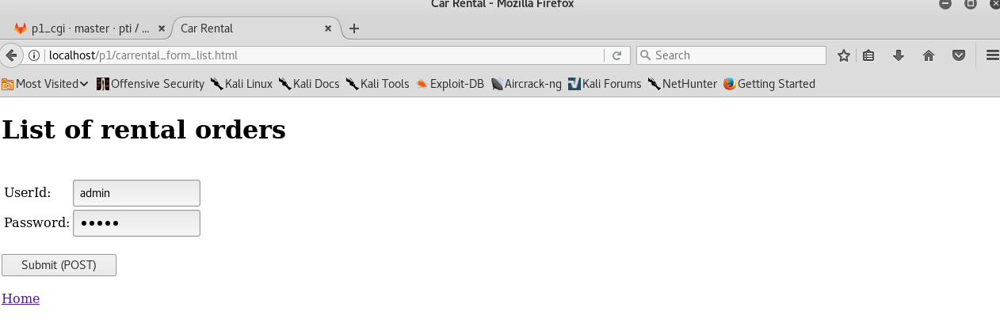 Car Rental - Mozilla Firefox
p1_cgi · master · pti / ... Car Rental
localhost/p1/carrental_form_list.html Search
Most Visited Offensive Security Kali Linux Kali Docs Kali Tools Exploit-DB Aircrack-ng Kali Forums NetHunter Getting Started
List of rental orders
UserId: admin
Password: •••••
Submit (POST)
Home